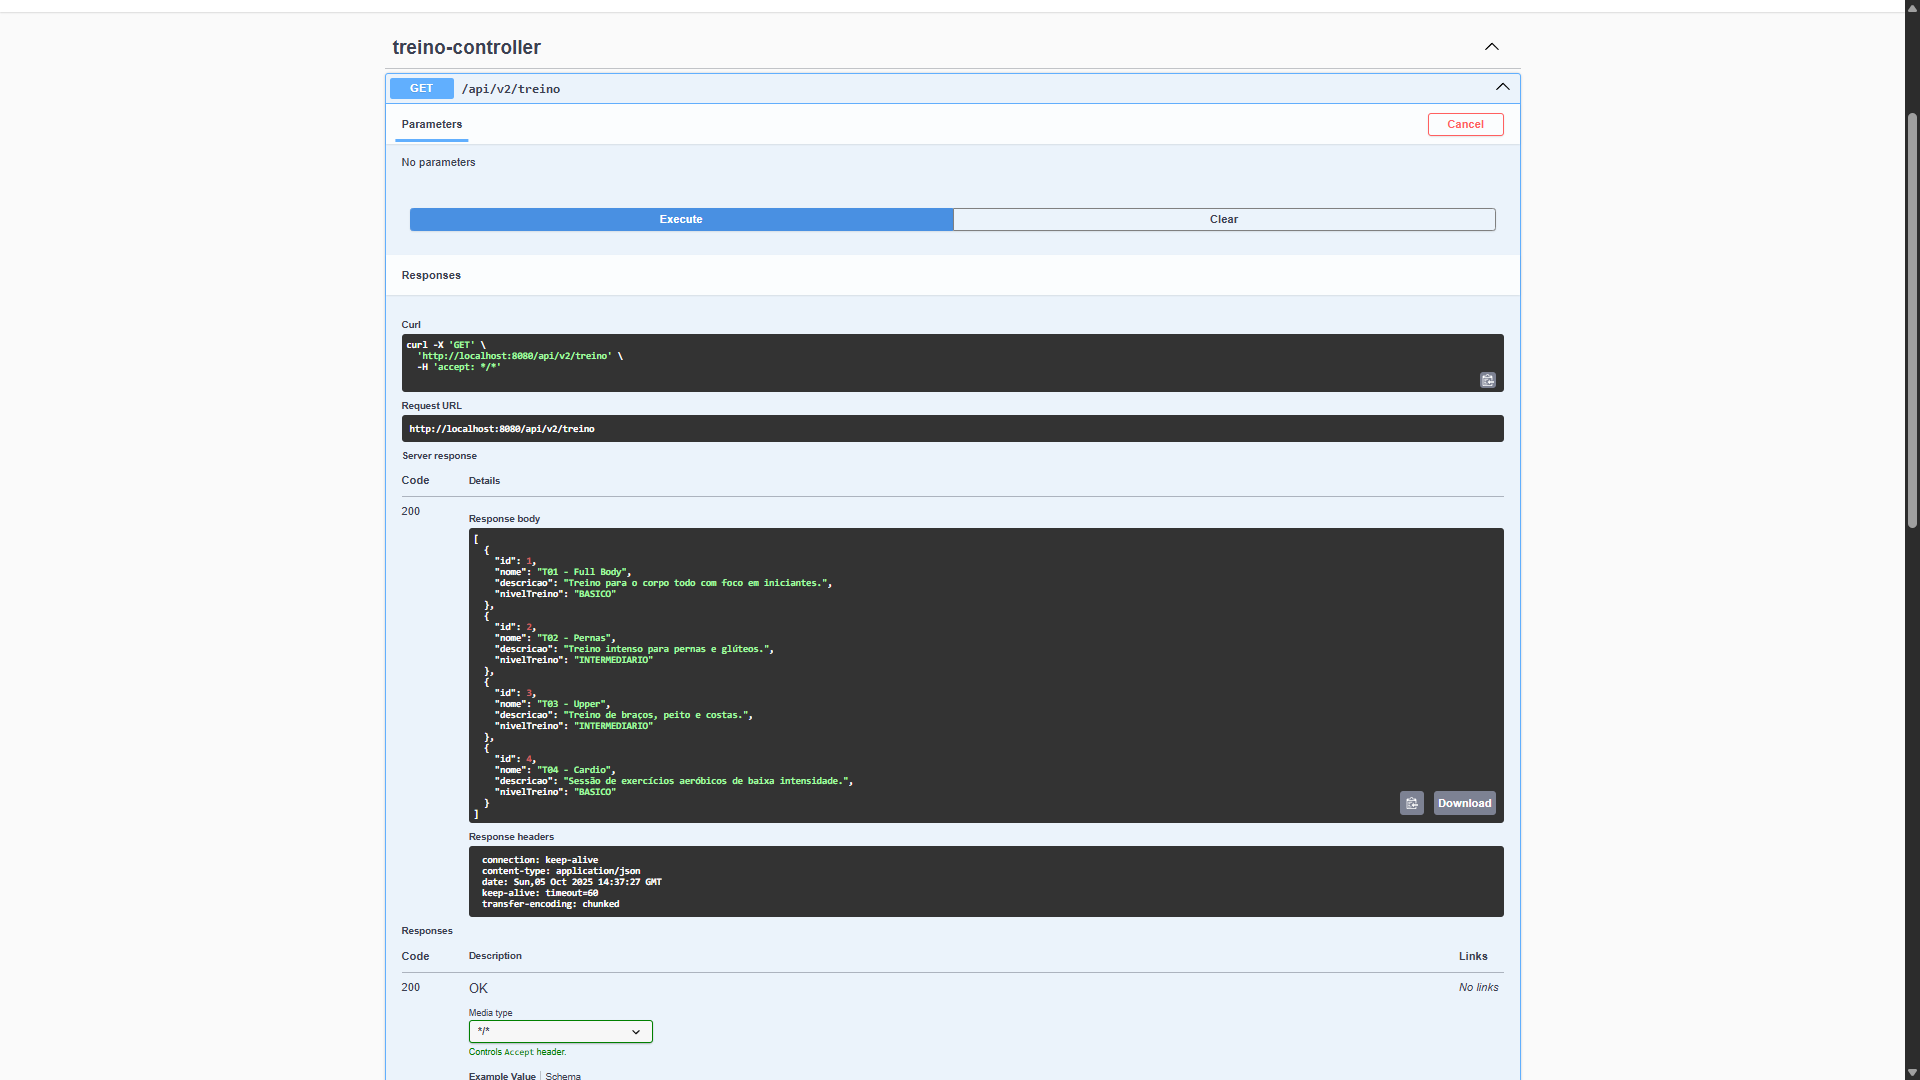 treino-controller
GET /api/v2/treino
Parameters Cancel
No parameters
Execute Clear
Responses
Curl
curl -X 'GET' \
  'http://localhost:8080/api/v2/treino' \
  -H 'accept: */*'
Request URL
http://localhost:8080/api/v2/treino
Server response
Code Details
200
Response body
[
  {
    "id": 1,
    "nome": "T01 - Full Body",
    "descricao": "Treino para o corpo todo com foco em iniciantes.",
    "nivelTreino": "BASICO"
  },
  {
    "id": 2,
    "nome": "T02 - Pernas",
    "descricao": "Treino intenso para pernas e glúteos.",
    "nivelTreino": "INTERMEDIARIO"
  },
  {
    "id": 3,
    "nome": "T03 - Upper",
    "descricao": "Treino de braços, peito e costas.",
    "nivelTreino": "INTERMEDIARIO"
  },
  {
    "id": 4,
    "nome": "T04 - Cardio",
    "descricao": "Sessão de exercícios aeróbicos de baixa intensidade.",
    "nivelTreino": "BASICO"
  }
]
Download
Response headers
connection: keep-alive
content-type: application/json
date: Sun,05 Oct 2025 14:37:27 GMT
keep-alive: timeout=60
transfer-encoding: chunked
Responses
Code Description Links
200 OK No links
Media type
*/*
Controls Accept header.
Example Value Schema